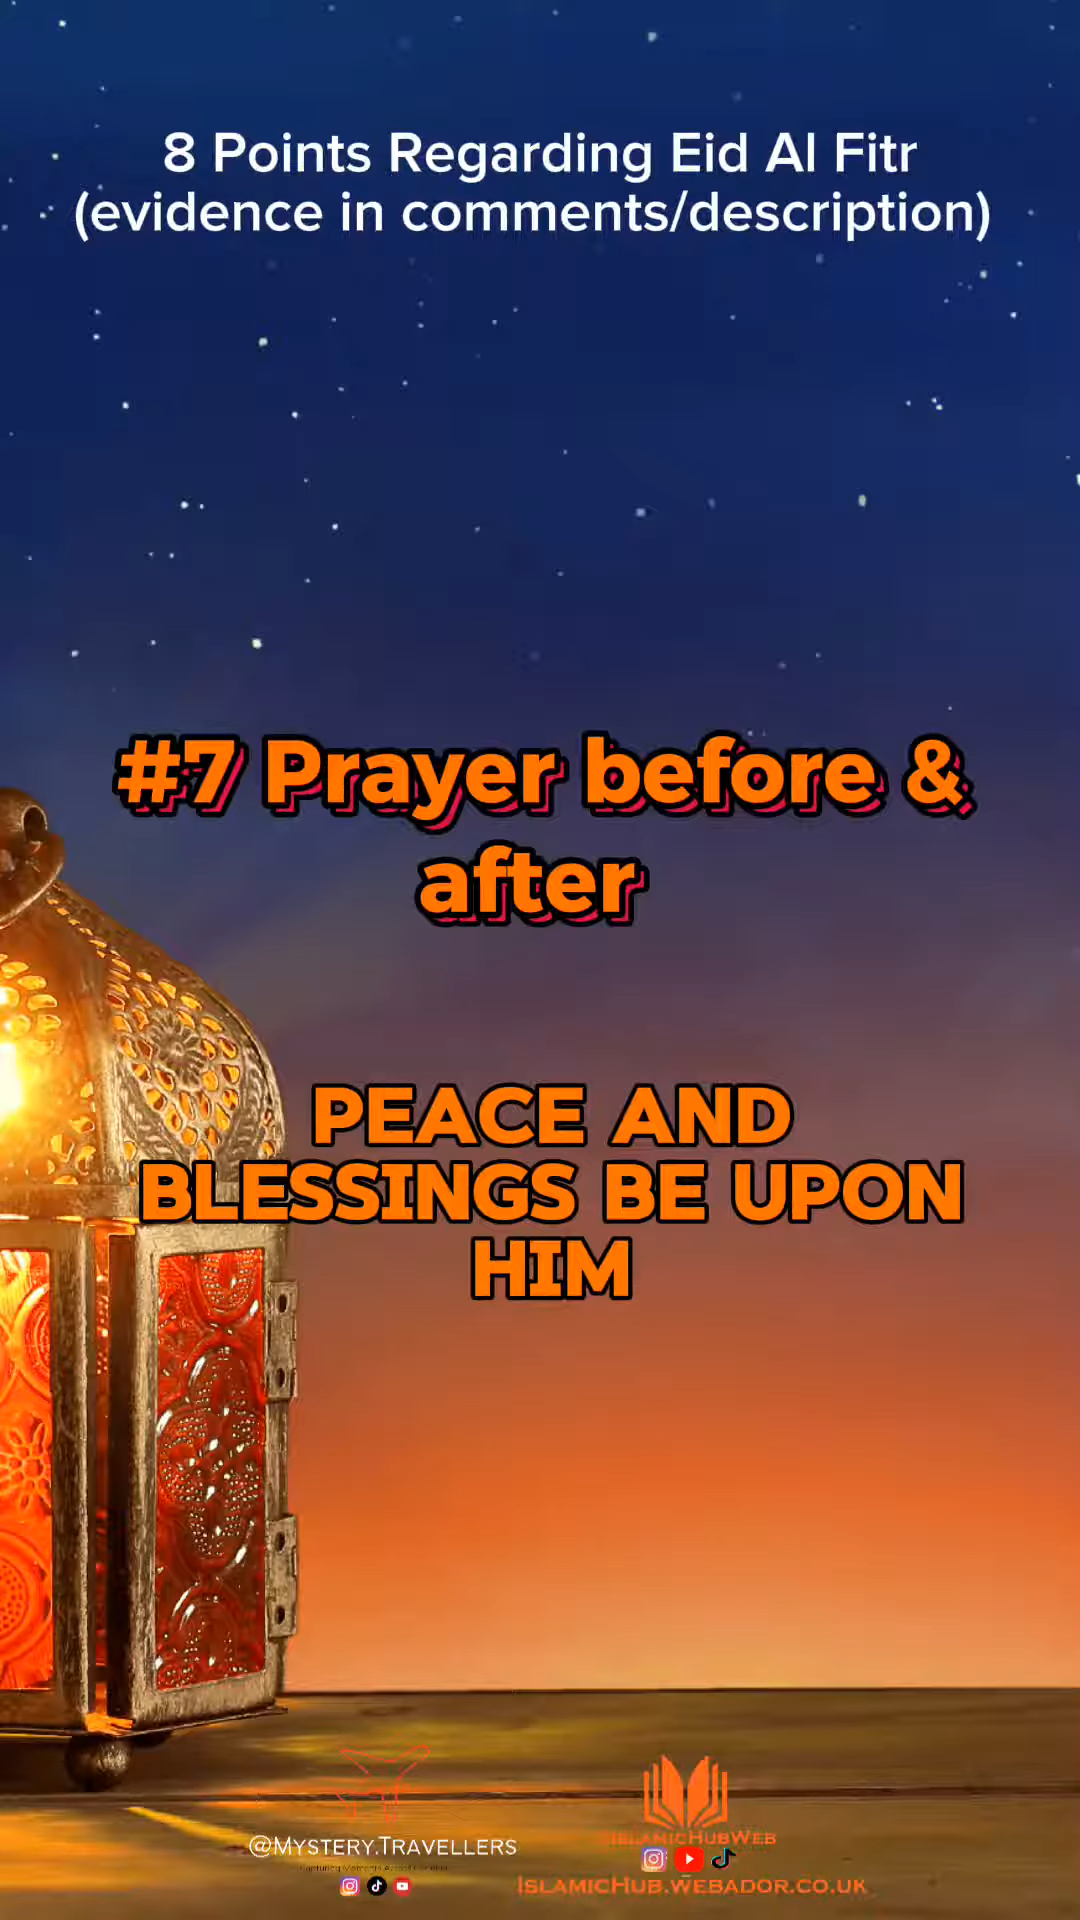 8 Points Regarding Eid Al Fitr
(evidence in comments/description)
#7 Prayer before &
after
PEACE AND
BLESSINGS BE UPON
HIM
@Mystery.Travellers
IslamicHub.webador.co.uk